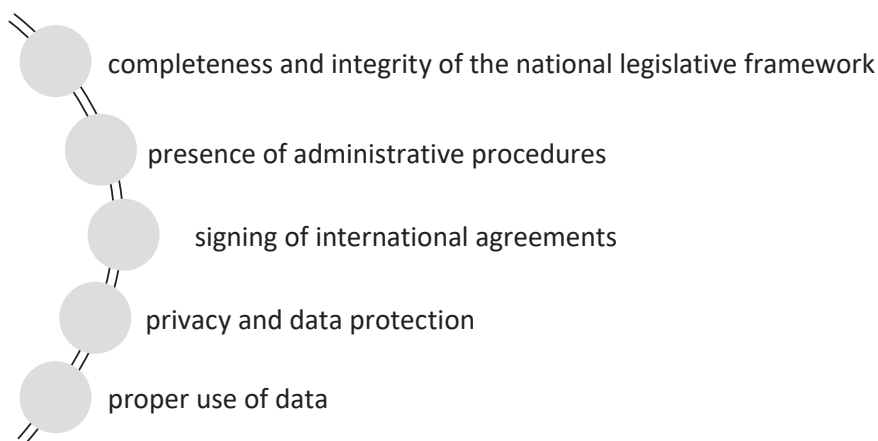 completeness and integrity of the national legislative framework
presence of administrative procedures
signing of international agreements
privacy and data protection
proper use of data